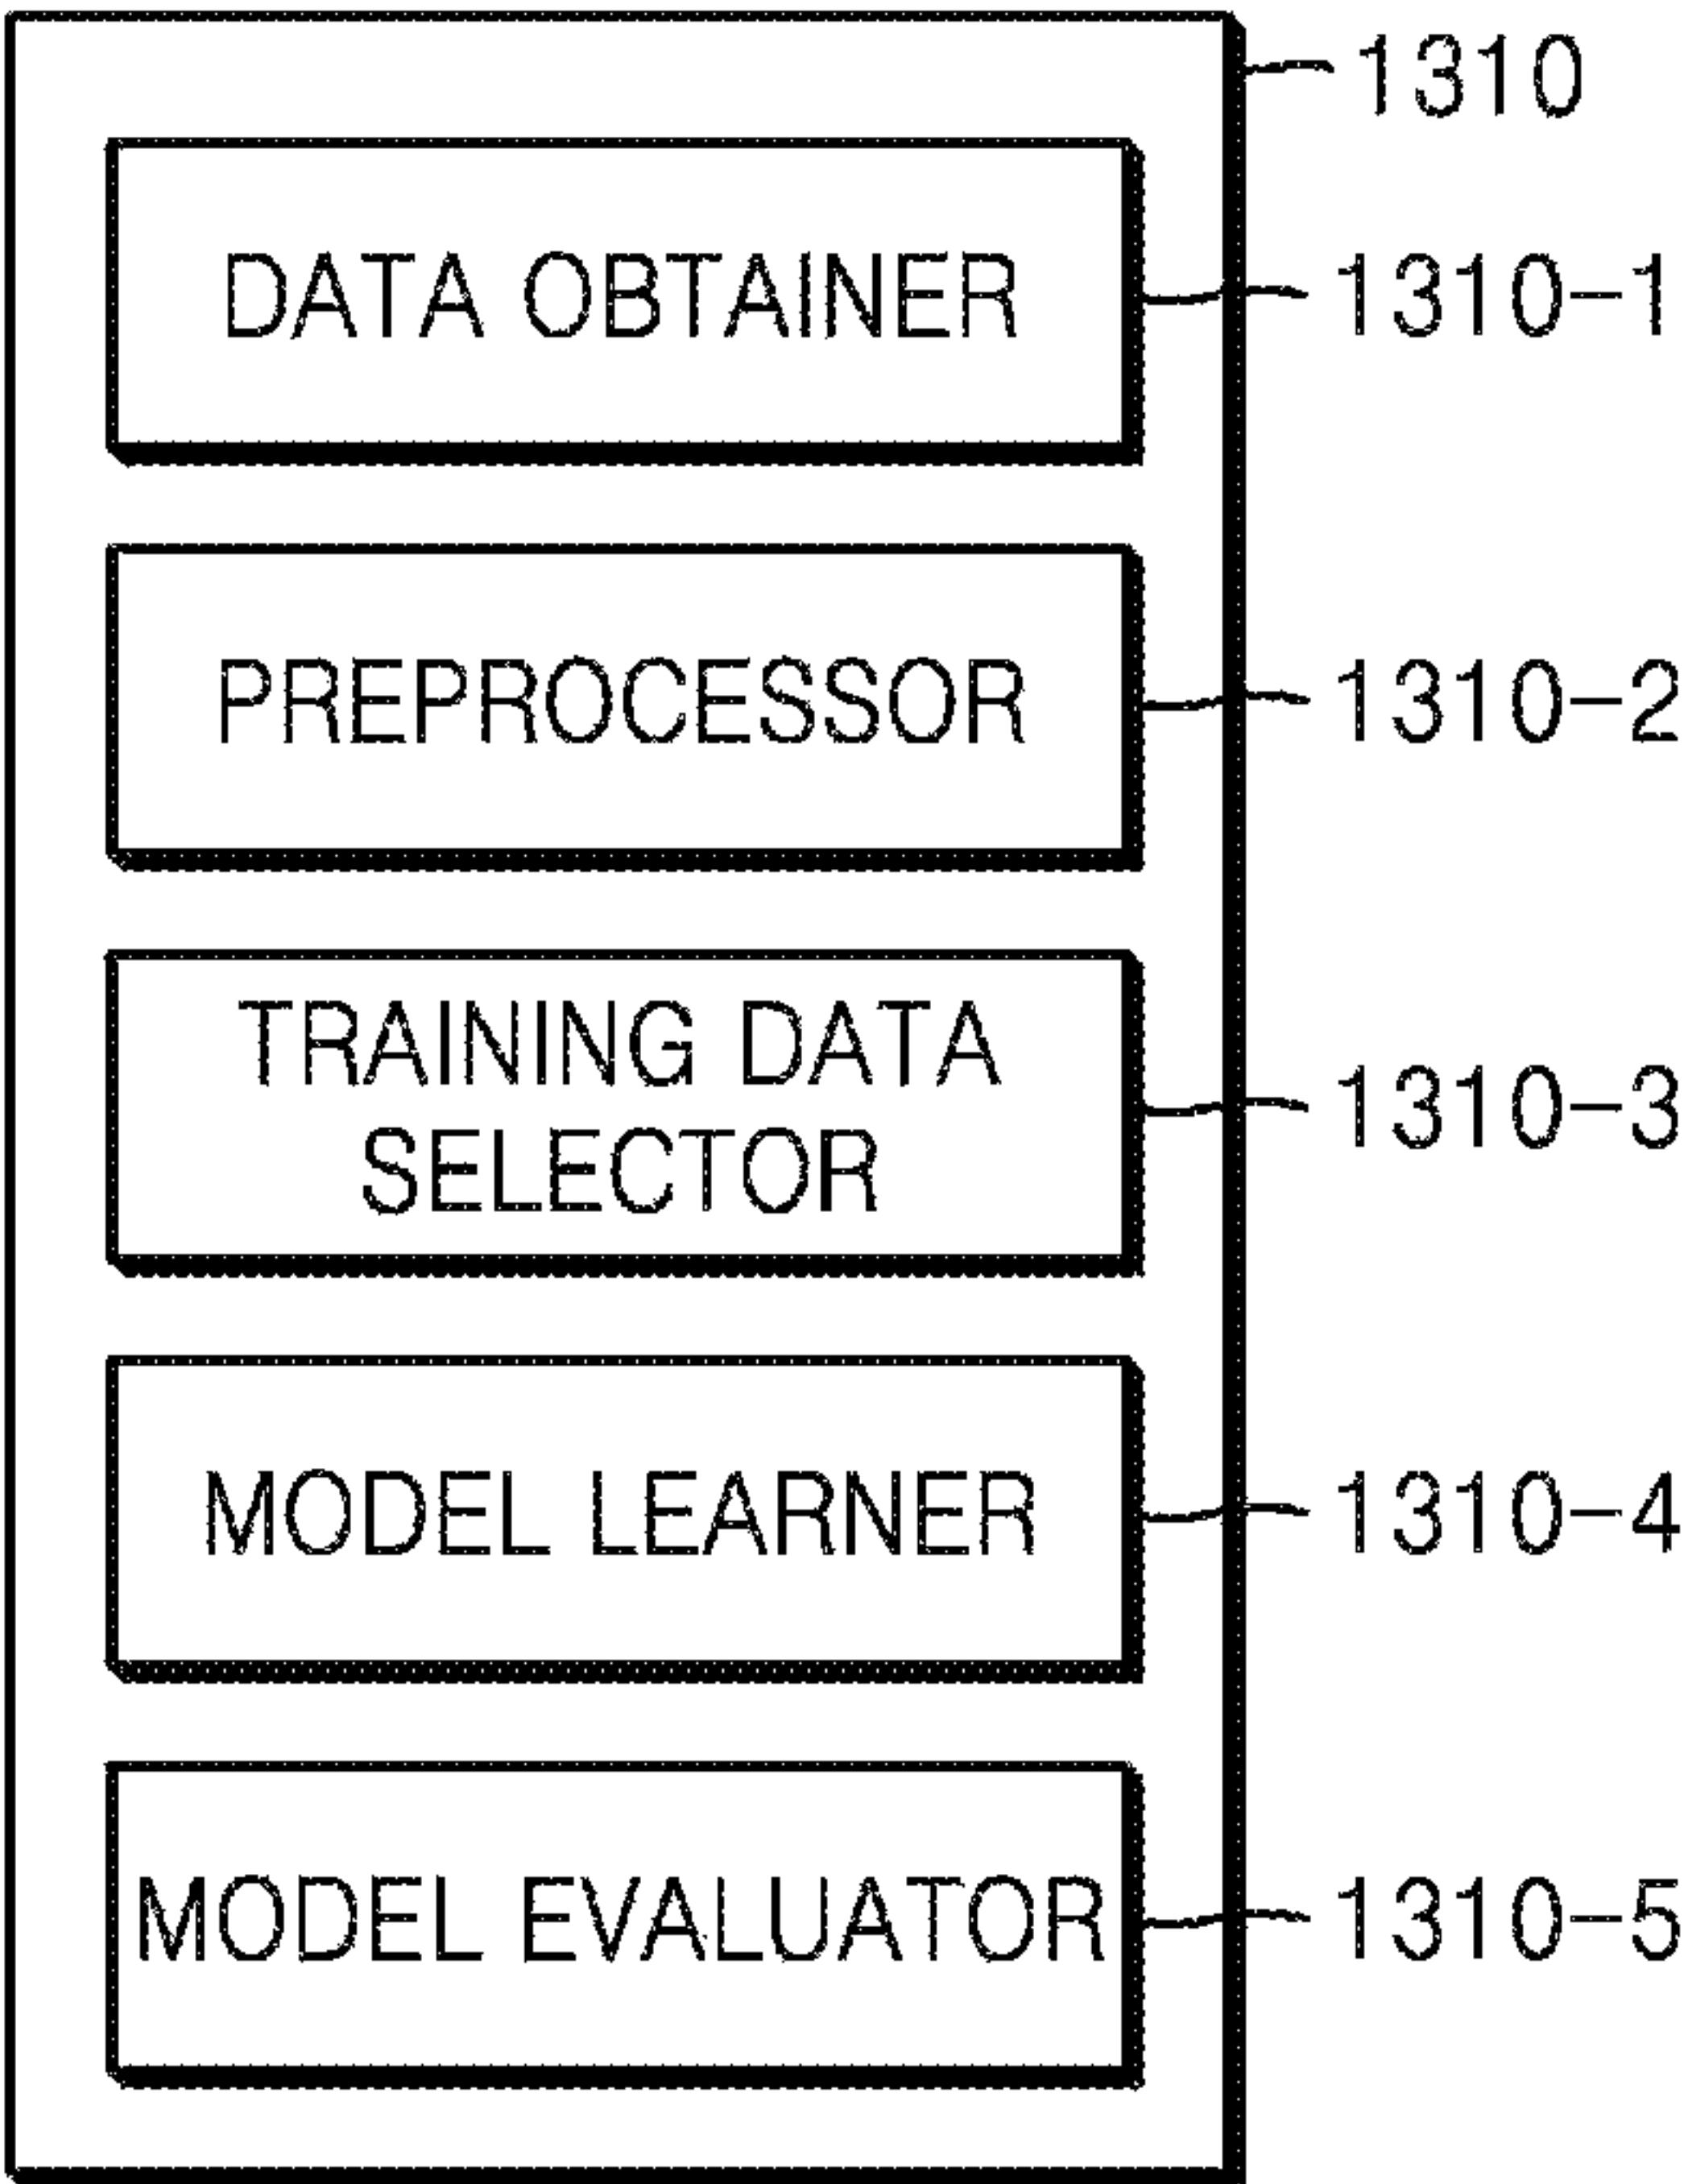 1310
DATA OBTAINER
1310-1
PREPROCESSOR
1310-2
TRAINING DATA
SELECTOR
1310-3
MODEL LEARNER
1310-4
MODEL EVALUATOR
1310-5